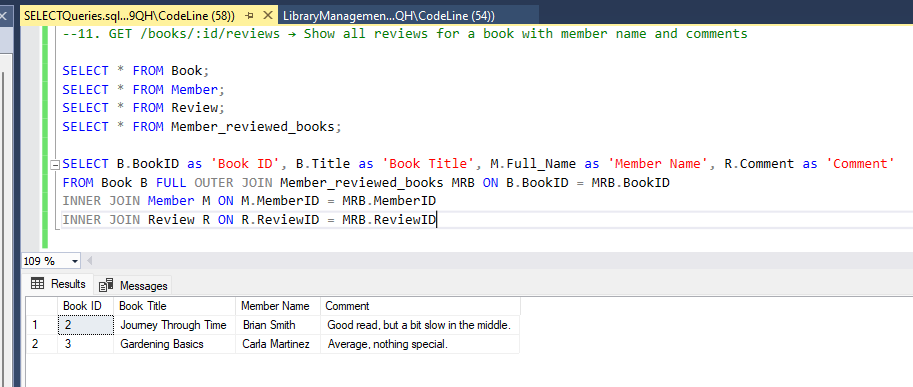 SELECTQueries.sql...9QH\CodeLine (58)) LibraryManagemen...QH\CodeLine (54))
--11. GET /books/:id/reviews → Show all reviews for a book with member name and comments
SELECT * FROM Book;
SELECT * FROM Member;
SELECT * FROM Review;
SELECT * FROM Member_reviewed_books;
SELECT B.BookID as 'Book ID', B.Title as 'Book Title', M.Full_Name as 'Member Name', R.Comment as 'Comment'
FROM Book B FULL OUTER JOIN Member_reviewed_books MRB ON B.BookID = MRB.BookID
INNER JOIN Member M ON M.MemberID = MRB.MemberID
INNER JOIN Review R ON R.ReviewID = MRB.ReviewID
109 %
Results Messages
Book ID Book Title Member Name Comment
1 2 Journey Through Time Brian Smith Good read, but a bit slow in the middle.
2 3 Gardening Basics Carla Martinez Average, nothing special.